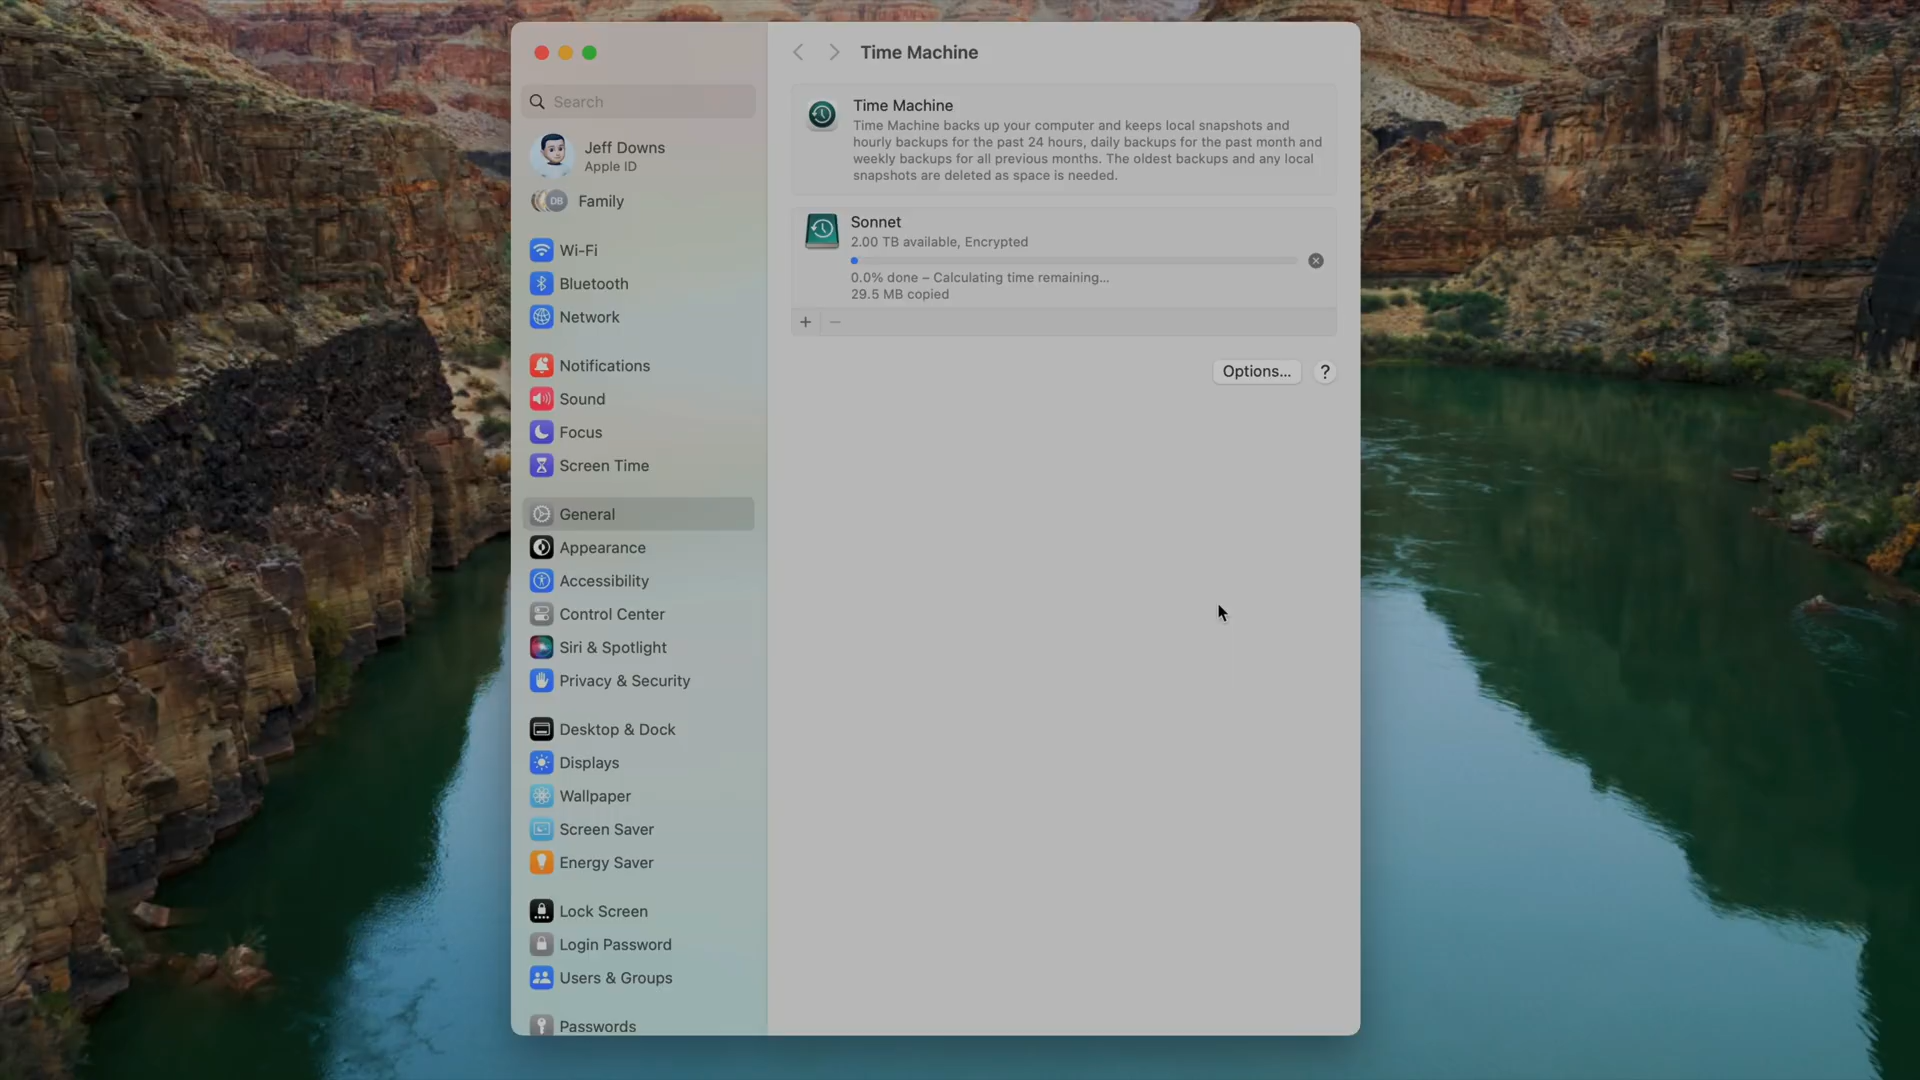 Time Machine
Search
Jeff Downs
Apple ID
DB
Family
Wi-Fi
Bluetooth
Network
Notifications
Sound
Focus
Screen Time
General
Appearance
Accessibility
Control Center
Siri & Spotlight
Privacy & Security
Desktop & Dock
Displays
Wallpaper
Screen Saver
Energy Saver
Lock Screen
Login Password
Users & Groups
Passwords
Time Machine
Time Machine backs up your computer and keeps local snapshots and
hourly backups for the past 24 hours, daily backups for the past month and
weekly backups for all previous months. The oldest backups and any local
snapshots are deleted as space is needed.
Sonnet
2.00 TB available, Encrypted
0.0% done – Calculating time remaining...
29.5 MB copied
+ −
Options... ?